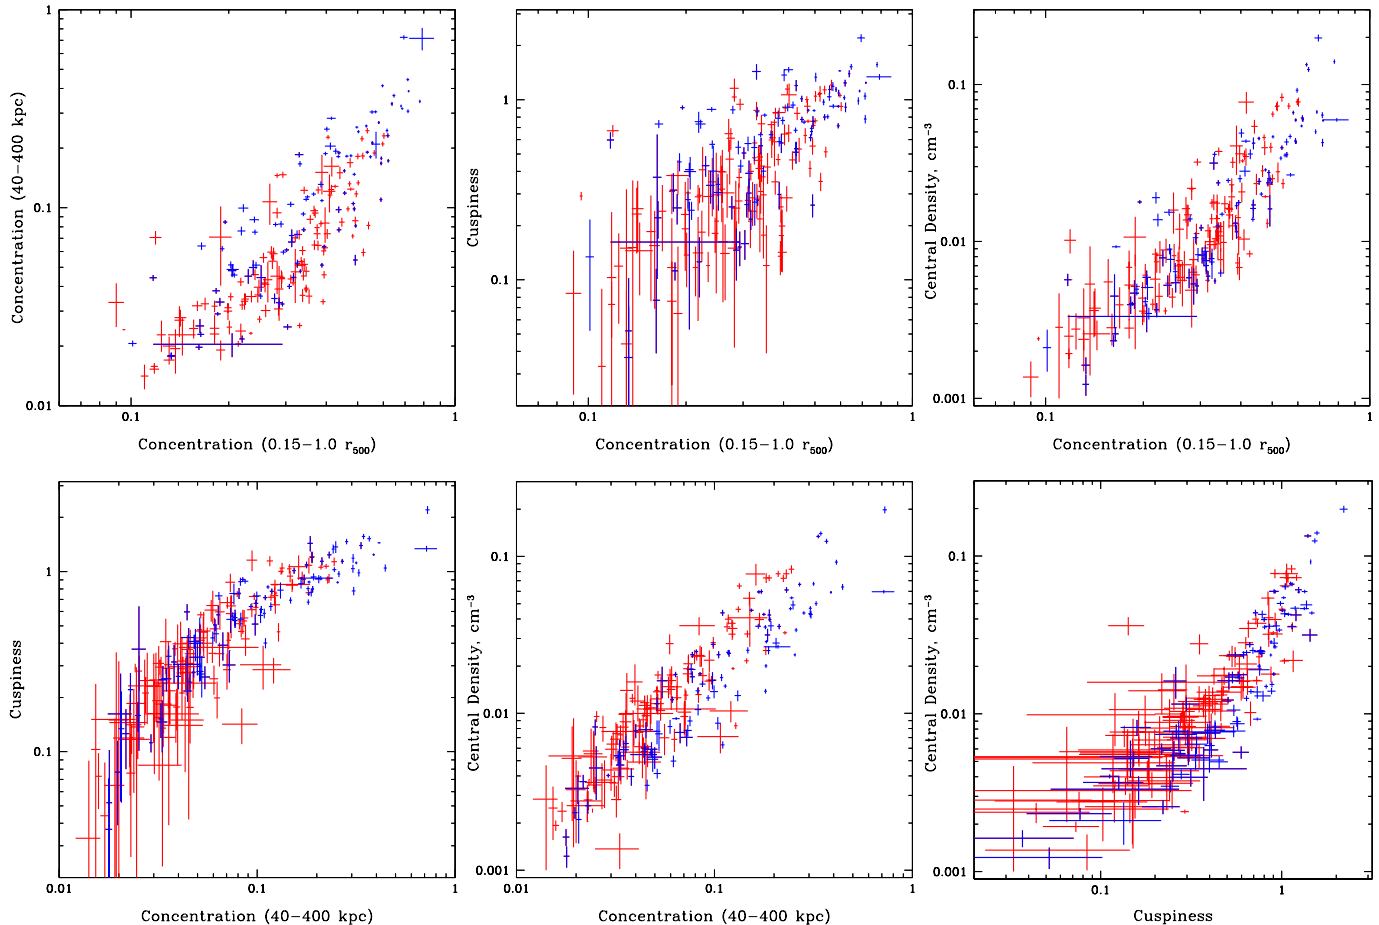 1
0.1
0.01
Concentration (40−400 kpc)
0.1
1
Concentration (0.15−1.0 r500)
1
0.1
Cuspiness
0.1
1
Concentration (0.15−1.0 r500)
0.1
0.01
0.001
Central Density, cm−3
0.1
1
Concentration (0.15−1.0 r500)
1
0.1
Cuspiness
0.01
0.1
1
Concentration (40−400 kpc)
0.1
0.01
0.001
Central Density, cm−3
0.01
0.1
1
Concentration (40−400 kpc)
0.1
0.01
0.001
Central Density, cm−3
0.1
1
Cuspiness